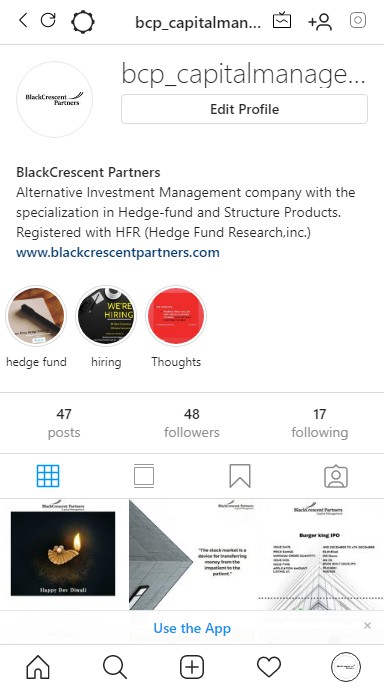 bcp_capitalman...
bcp_capitalmanage...
BlackCrescent
Partners
Edit Profile
BlackCrescent Partners
Alternative Investment Management company with the
specialization in Hedge-fund and Structure Products.
Registered with HFR (Hedge Fund Research,inc.)
www.blackcrescentpartners.com
WE'RE
HIRING
hedge fund
hiring
Thoughts
47
posts
48
followers
17
following
BlackCrescent Partners
Capital Management
Happy Dev Diwali
BlackCrescent Partners
"The stock market is a
device for transferring
money from the
impatient to the
patient."
BlackCrescent Partners
Burger king IPO
Use the App